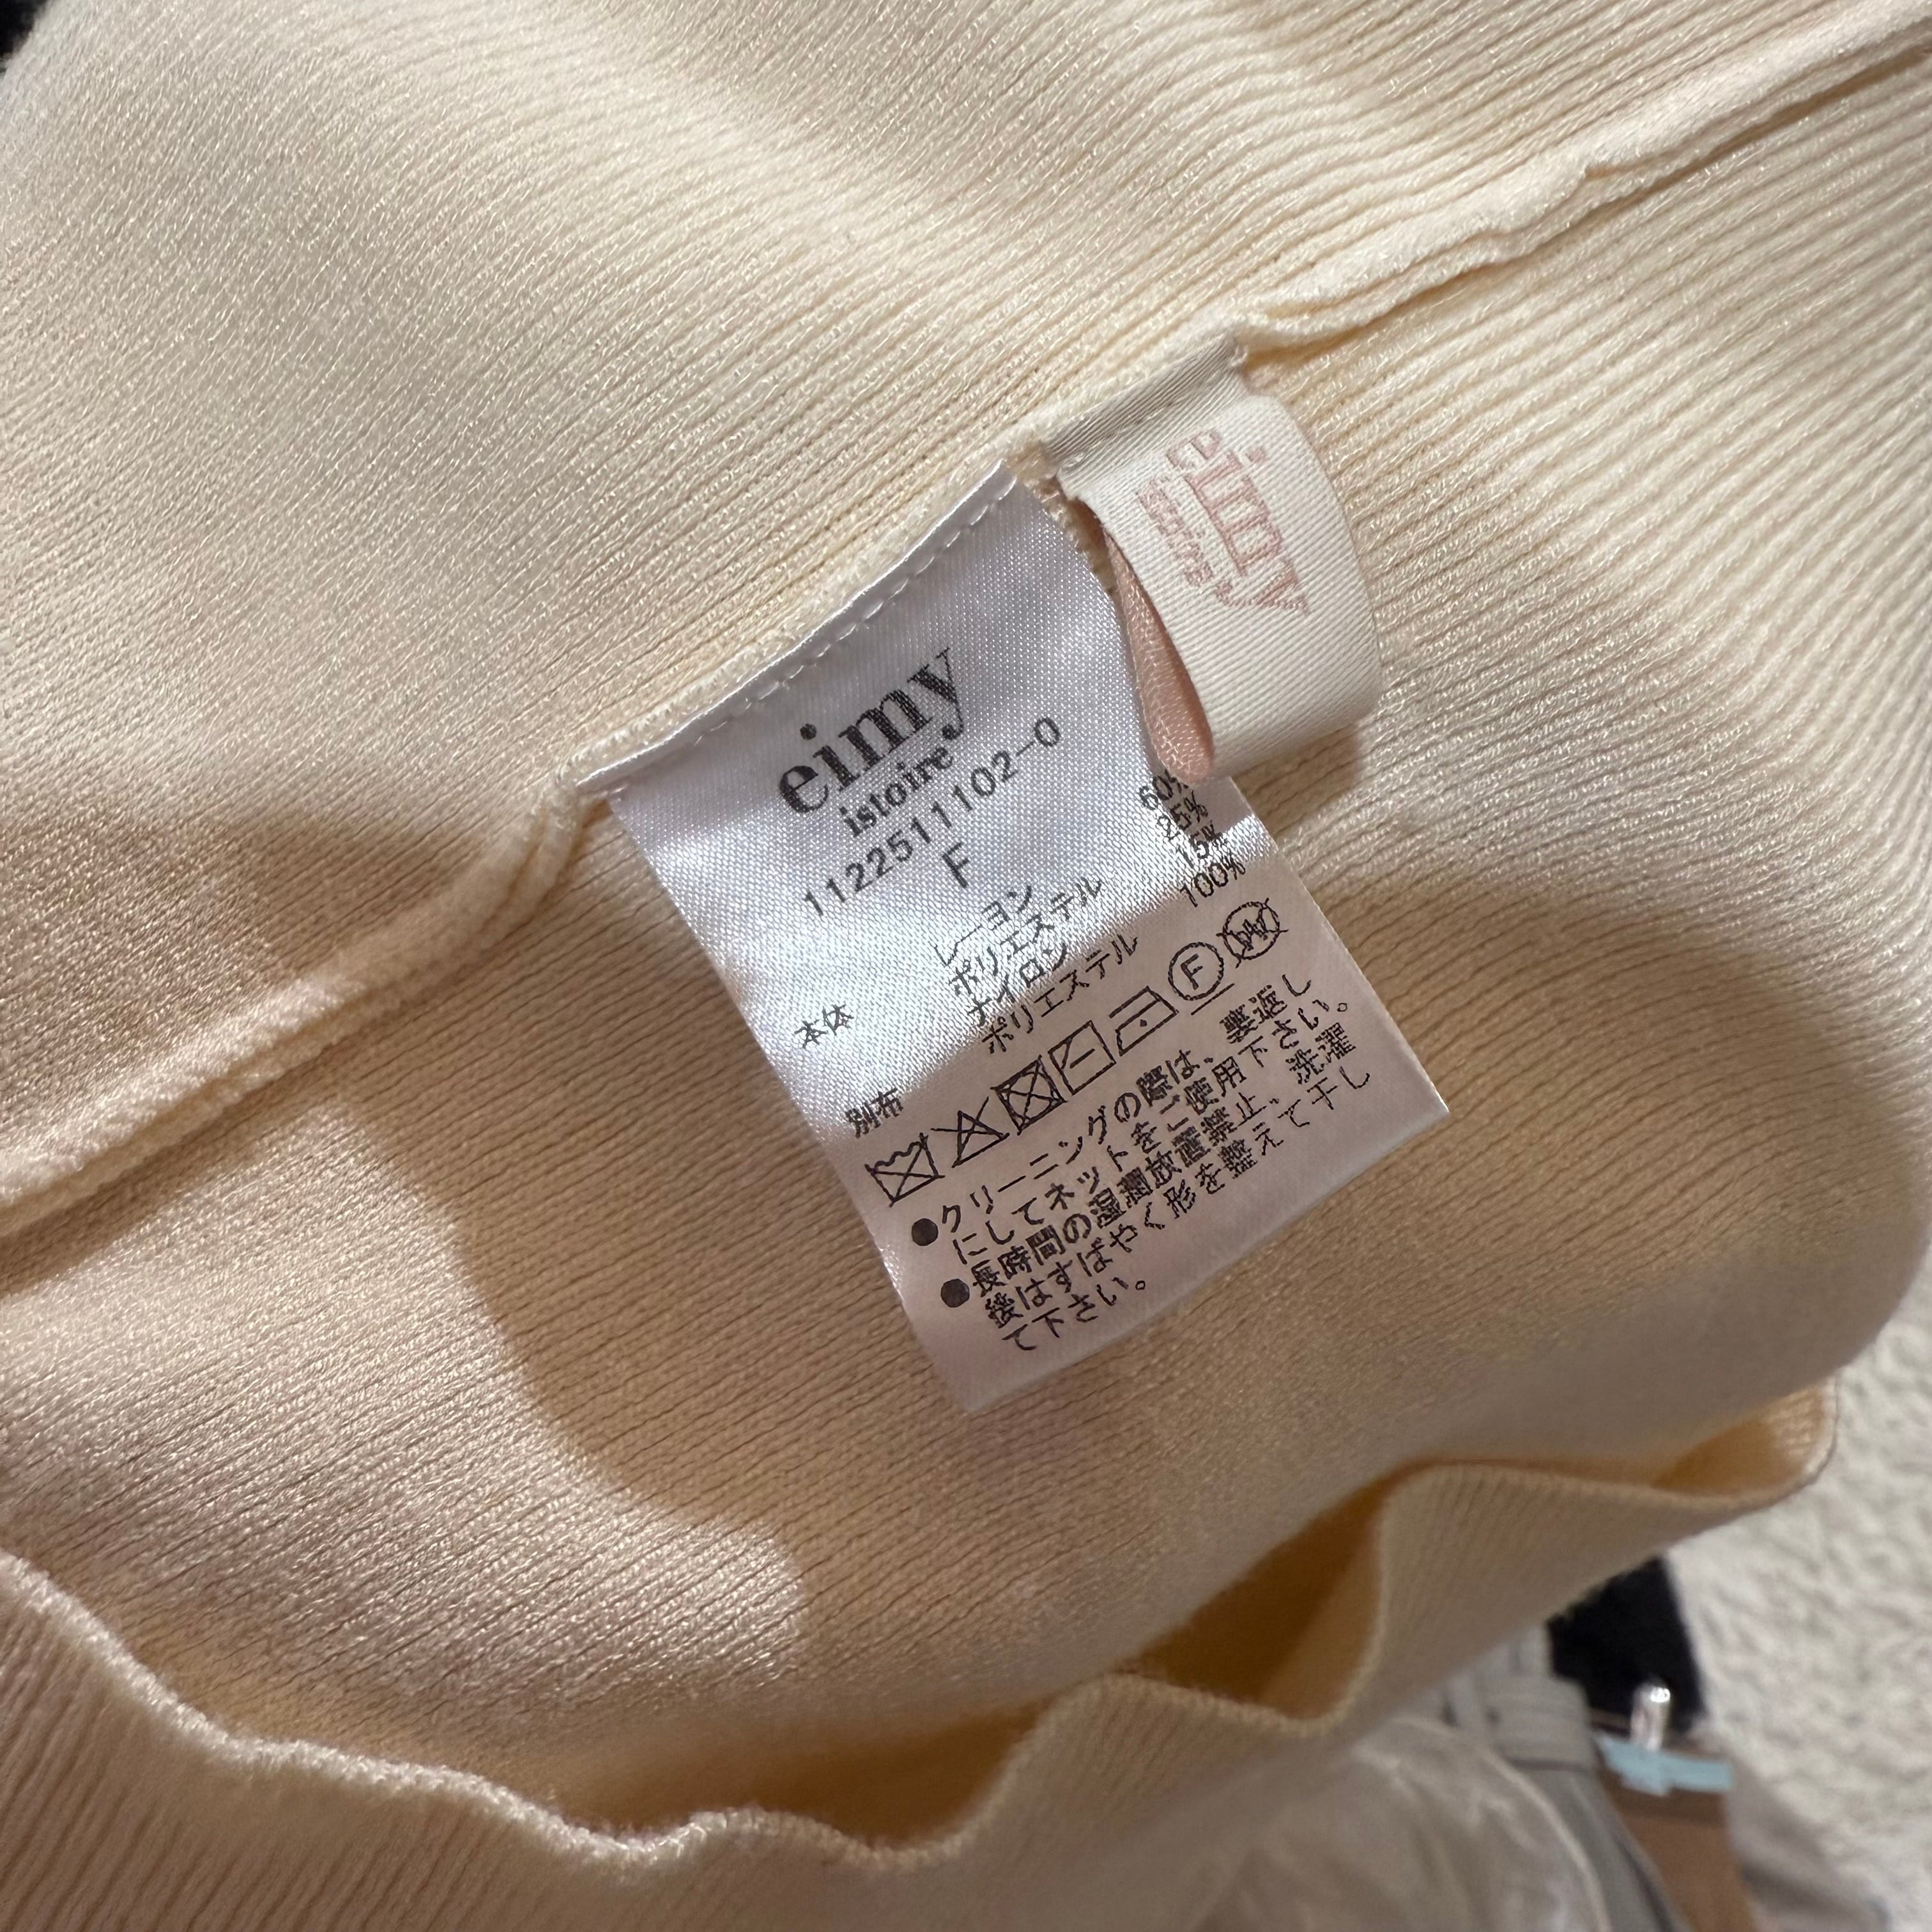 eimy
istoire
eimy
istoire
1122511102-0
F
本体 レーヨン 60%
ポリエステル 25%
ナイロン 15%
別布 ポリエステル 100%
F W
●クリーニングの際は、裏返し
にしてネットをご使用下さい。
●長時間の湿潤放置禁止、洗濯
後はすばやく形を整えて干し
て下さい。